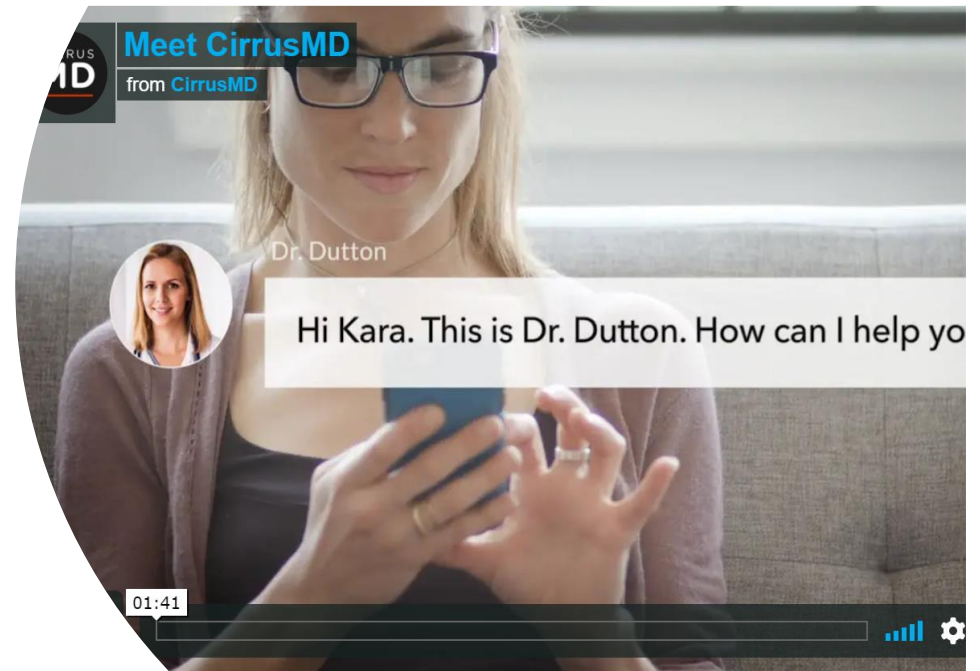 Meet CirrusMD
RUS
MD
from CirrusMD
Dr. Dutton
Hi Kara. This is Dr. Dutton. How can I help yo
01:41